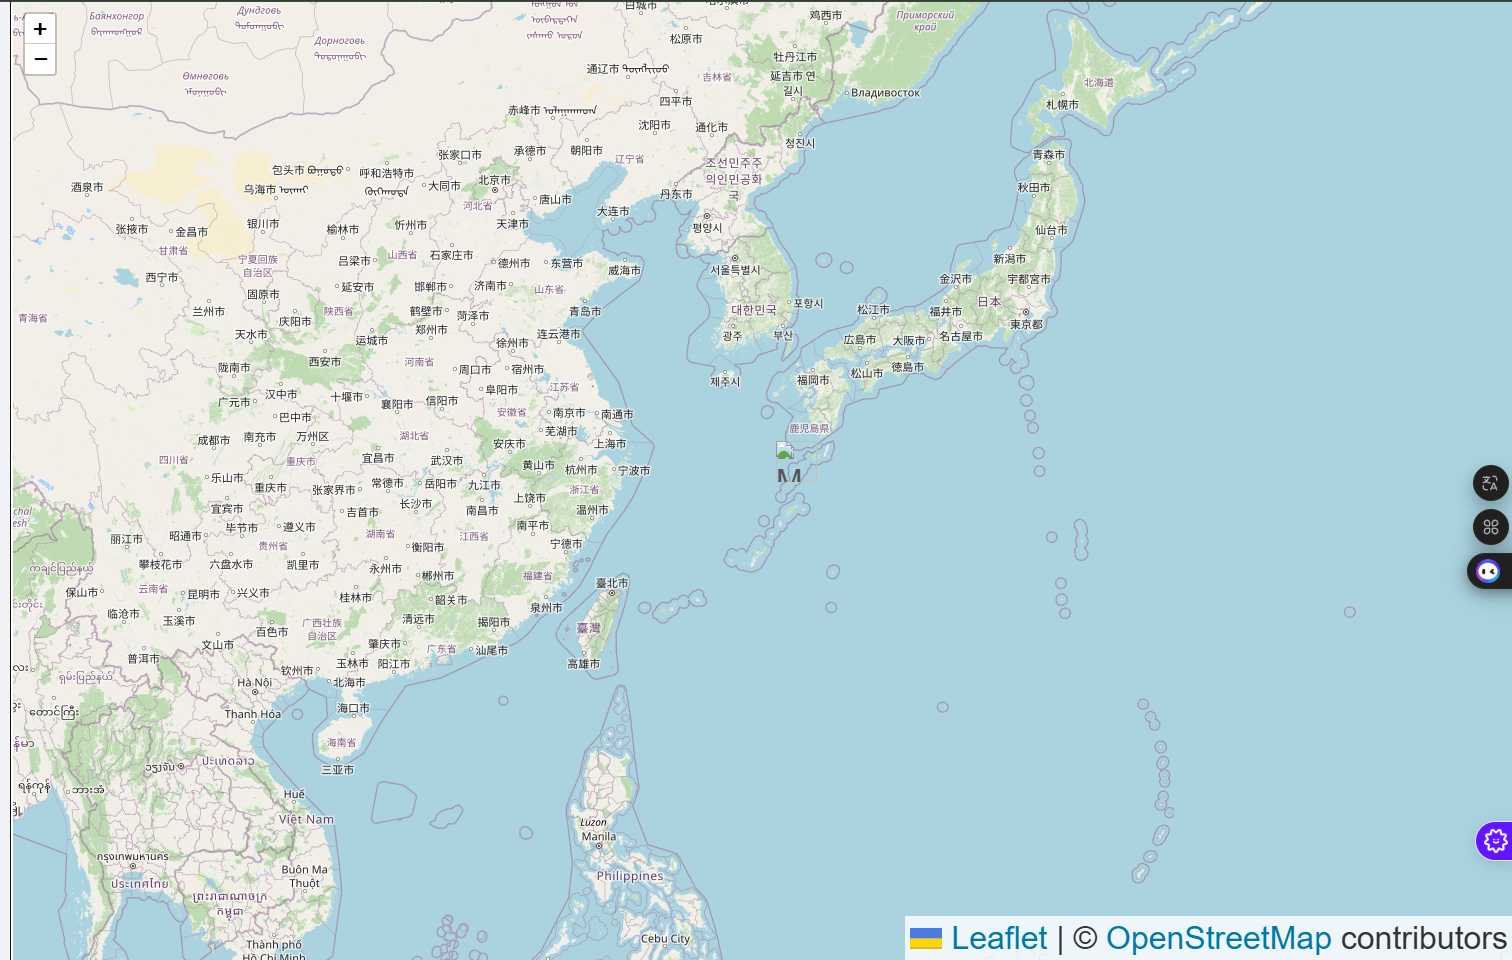 +
−
Баянхонгор
Дундговь
Дорноговь
Өмнөговь
白城市
松原市
鸡西市
Приморский
край
牡丹江市
延吉市 연
길시
通辽市
吉林省
四平市
Владивосток
赤峰市
沈阳市
通化市
청진시
北海道
札幌市
青森市
张家口市
承德市
朝阳市
辽宁省
조선민주주
의인민공화
국
包头市
呼和浩特市
大同市
北京市
酒泉市
乌海市
唐山市
丹东市
秋田市
河北省
大连市
张掖市
金昌市
银川市
榆林市
忻州市
天津市
평양시
仙台市
甘肃省
宁夏回族
自治区
吕梁市
山西省
石家庄市
德州市
东营市
威海市
서울특별시
新潟市
西宁市
延安市
邯郸市
济南市
山东省
金沢市
宇都宮市
固原市
青海省
兰州市
庆阳市
陕西省
鹤壁市
菏泽市
青岛市
대한민국
포항시
松江市
福井市
日本
東京都
天水市
运城市
郑州市
徐州市
连云港市
광주
부산
広島市
大阪市
名古屋市
陇南市
西安市
河南省
周口市
宿州市
제주시
福岡市
松山市
徳島市
广元市
汉中市
十堰市
襄阳市
信阳市
阜阳市
江苏省
巴中市
安徽省
南京市
南通市
鹿児島県
成都市
南充市
万州区
湖北省
安庆市
芜湖市
上海市
四川省
重庆市
宜昌市
武汉市
黄山市
杭州市
宁波市
乐山市
重庆市
张家界市
常德市
岳阳市
九江市
浙江省
宜宾市
吉首市
长沙市
南昌市
上饶市
温州市
丽江市
昭通市
毕节市
遵义市
湖南省
江西省
南平市
宁德市
贵州省
衡阳市
攀枝花市
六盘水市
凯里市
永州市
郴州市
福建省
臺北市
保山市
云南省
昆明市
兴义市
桂林市
韶关市
泉州市
临沧市
玉溪市
百色市
广西壮族
自治区
清远市
揭阳市
臺灣
文山市
肇庆市
广东省
汕尾市
普洱市
钦州市
玉林市
阳江市
高雄市
Hà Nội
北海市
Thanh Hóa
海口市
海南省
三亚市
Huế
Việt Nam
Luzon
Manila
Philippines
Buôn Ma
Thuột
กรุงเทพมหานคร
ประเทศไทย
Cebu City
Thành phố
Hồ Chí Minh
Leaflet | © OpenStreetMap contributors